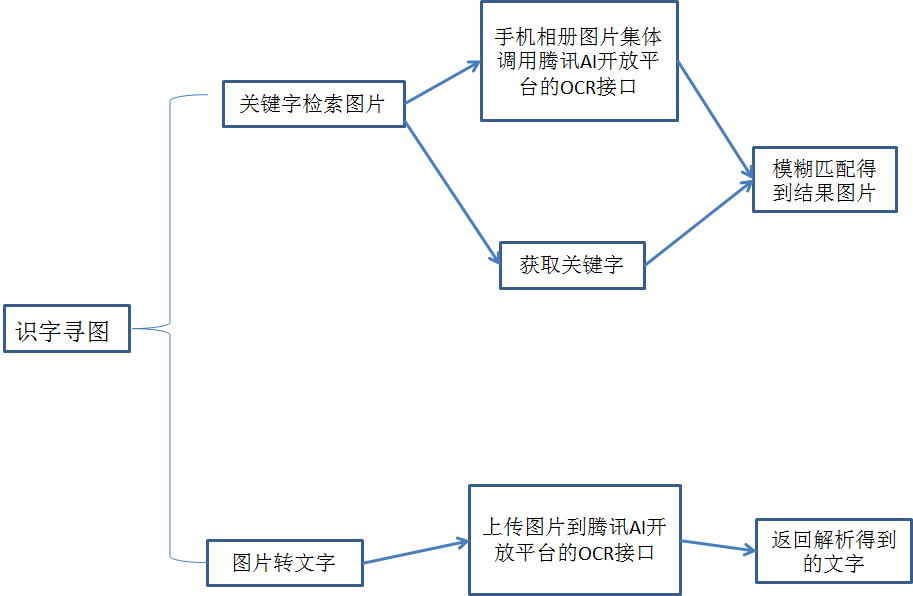 手机相册图片集体
调用腾讯AI开放平
台的OCR接口
关键字检索图片
模糊匹配得
到结果图片
获取关键字
识字寻图
上传图片到腾讯AI开
放平台的OCR接口
返回解析得到
的文字
图片转文字